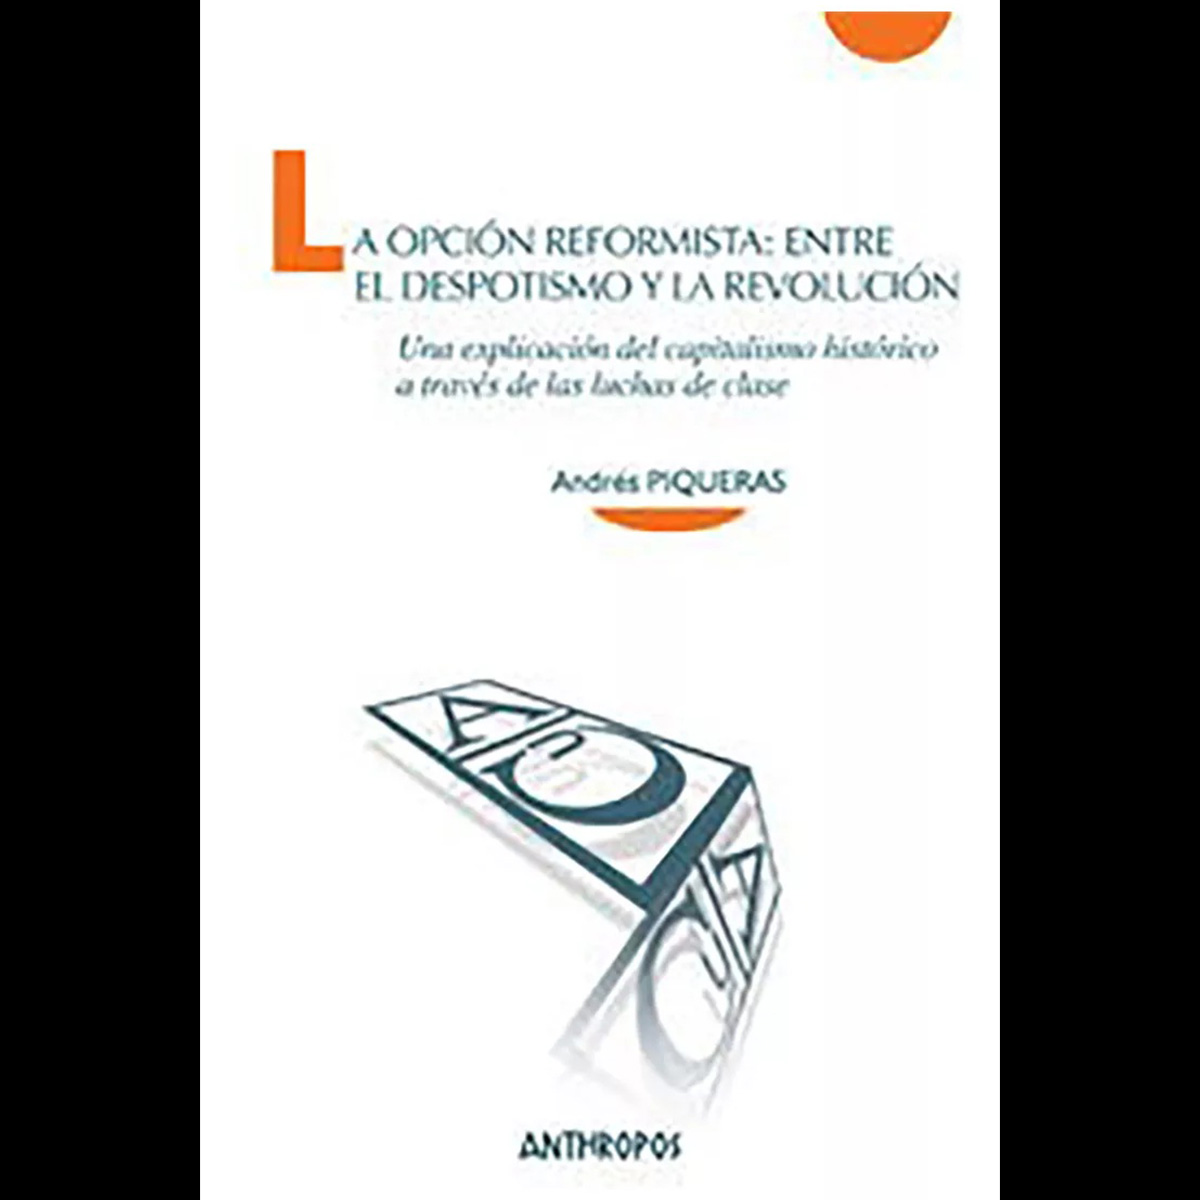 LA OPCIÓN REFORMISTA: ENTRE
EL DESPOTISMO Y LA REVOLUCIÓN
Una explicación del capitalismo histórico
a través de las luchas de clase
Andrés PIQUERAS
ANTHROPOS